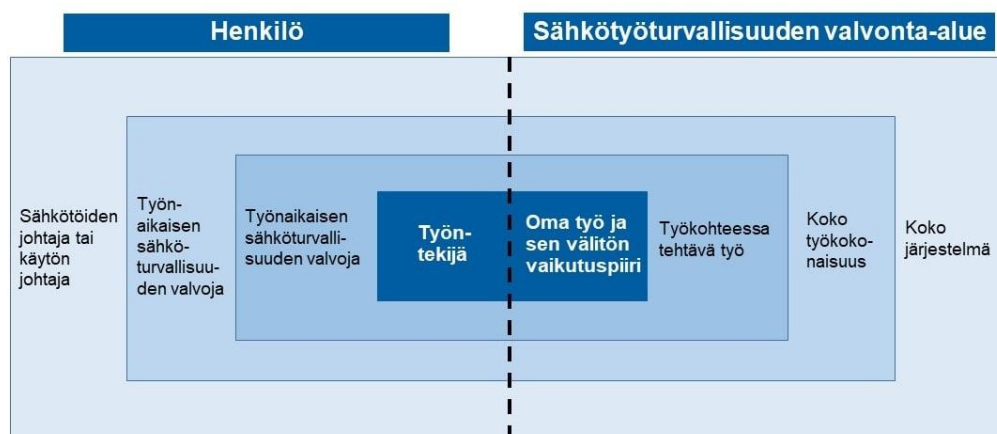 Henkilö
Sähkötyöturvallisuuden valvonta-alue
Sähkötöiden
johtaja tai
käytön
johtaja
Työn-
aikaisen
sähkö-
turvallisuu-
den valvoja
Työnaikaisen
sähköturvalli-
suuden valvoja
Työn-
tekijä
Oma työ ja
sen välitön
vaikutuspiiri
Työkohteessa
tehtävä työ
Koko
työkoko-
naisuus
Koko
järjestelmä